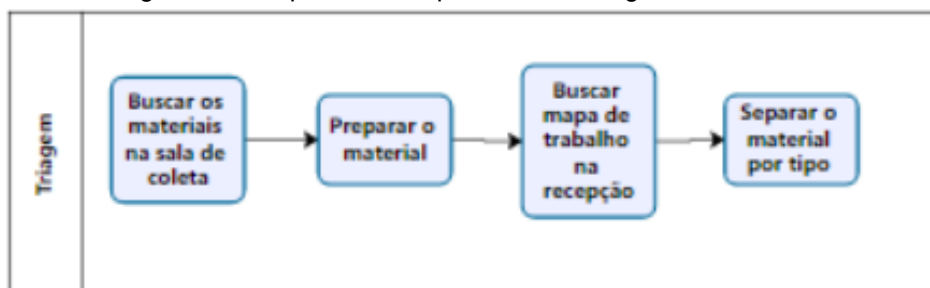 Triagem
Buscar os
materiais
na sala de
coleta
Preparar o
material
Buscar
mapa de
trabalho
na
recepção
Separar o
material
por tipo